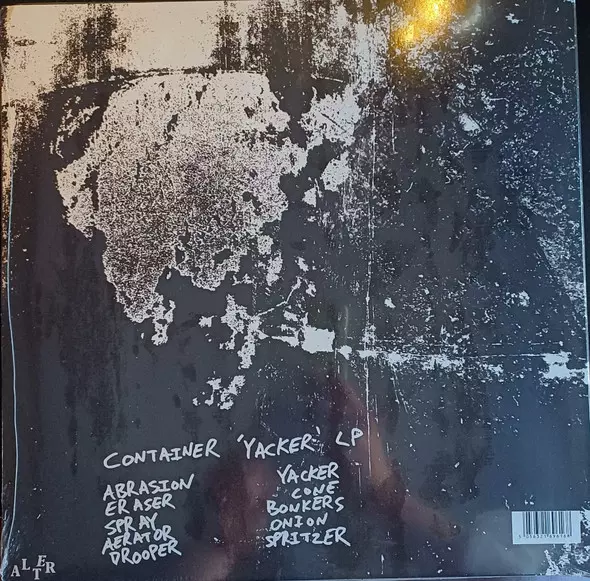 CONTAINER 'YACKER' LP
ABRASION
ERASER
SPRAY
AERATOR
DROOPER
YACKER
CONE
BONKERS
ONION
SPRITZER
ALTER